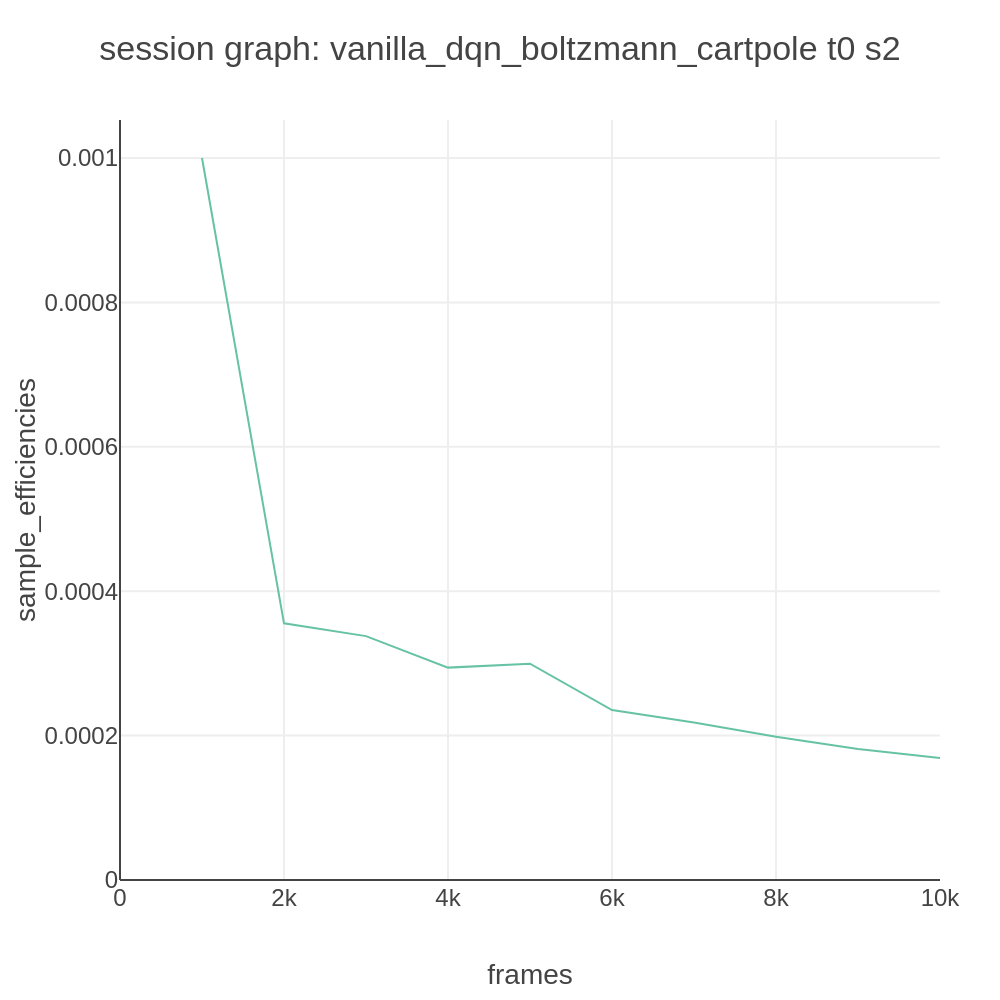 session graph: vanilla_dqn_boltzmann_cartpole t0 s2
sample_efficiencies
0.001
0.0008
0.0006
0.0004
0.0002
0
0 2k 4k 6k 8k 10k
frames